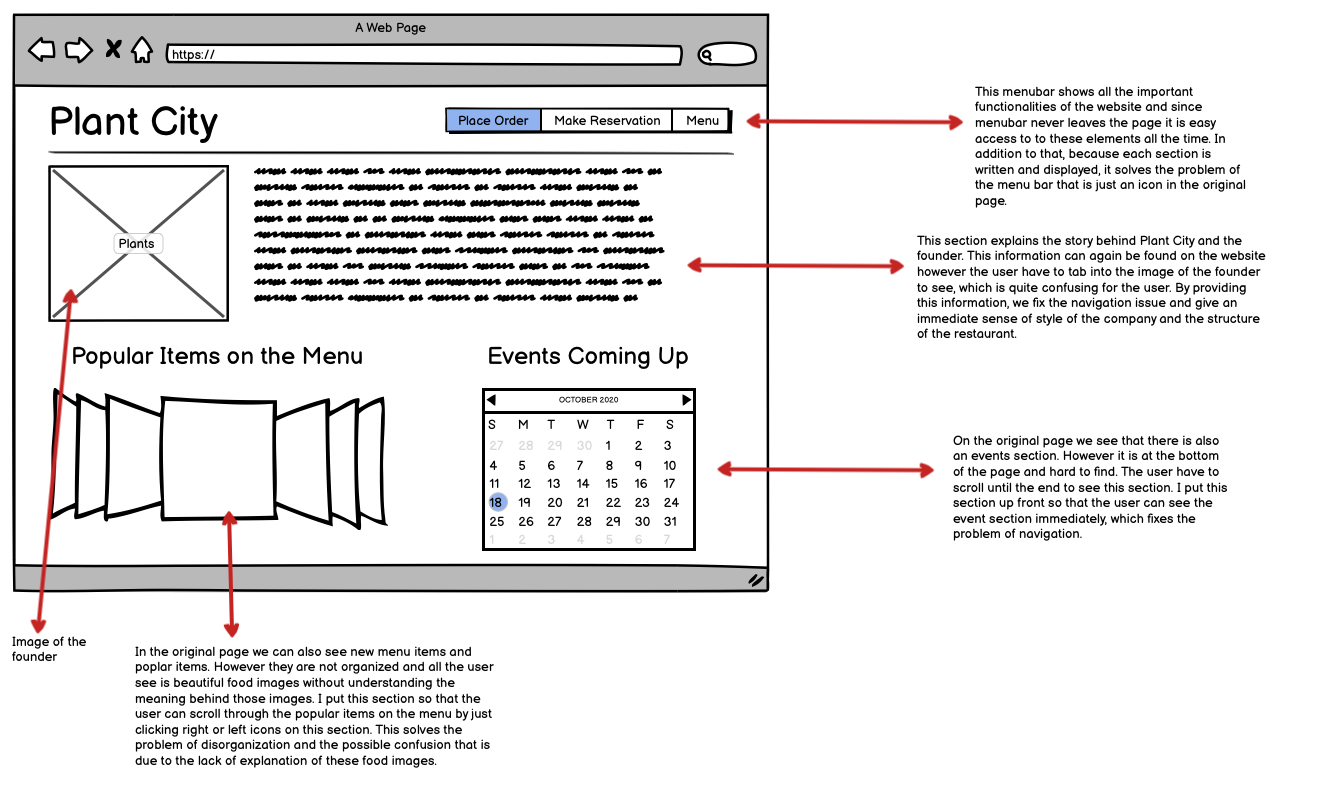 A Web Page
https://
Plant City
Place Order Make Reservation Menu
This menubar shows all the important
functionalities of the website and since
menubar never leaves the page it is easy
access to to these elements all the time. In
addition to that, because each section is
written and displayed, it solves the problem of
the menu bar that is just an icon in the original
page.
Plants
This section explains the story behind Plant City and the
founder. This information can again be found on the website
however the user have to tab into the image of the founder
to see, which is quite confusing for the user. By providing
this information, we fix the navigation issue and give an
immediate sense of style of the company and the structure
of the restaurant.
Popular Items on the Menu
Events Coming Up
OCTOBER 2020
S M T W T F S
27 28 29 30 1 2 3
4 5 6 7 8 9 10
11 12 13 14 15 16 17
18 19 20 21 22 23 24
25 26 27 28 29 30 31
1 2 3 4 5 6 7
On the original page we see that there is also
an events section. However it is at the bottom
of the page and hard to find. The user have to
scroll until the end to see this section. I put this
section up front so that the user can see the
event section immediately, which fixes the
problem of navigation.
Image of the
founder
In the original page we can also see new menu items and
poplar items. However they are not organized and all the user
see is beautiful food images without understanding the
meaning behind those images. I put this section so that the
user can scroll through the popular items on the menu by just
clicking right or left icons on this section. This solves the
problem of disorganization and the possible confusion that is
due to the lack of explanation of these food images.